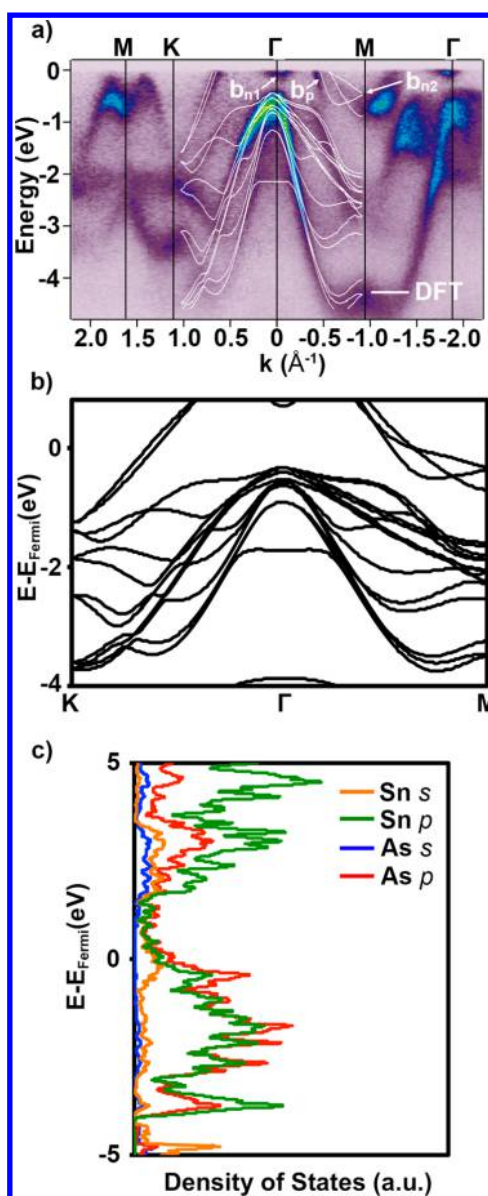 a)
M K Γ M Γ
b_n1 b_p b_n2
0
-1
-2
-3
-4
Energy (eV)
DFT
2.0 1.5 1.0 0.5 0 -0.5 -1.0 -1.5 -2.0
k (Å⁻¹)
b)
0
-2
-4
E-E_Fermi(eV)
K Γ M
c)
5
0
-5
E-E_Fermi(eV)
Sn s
Sn p
As s
As p
Density of States (a.u.)